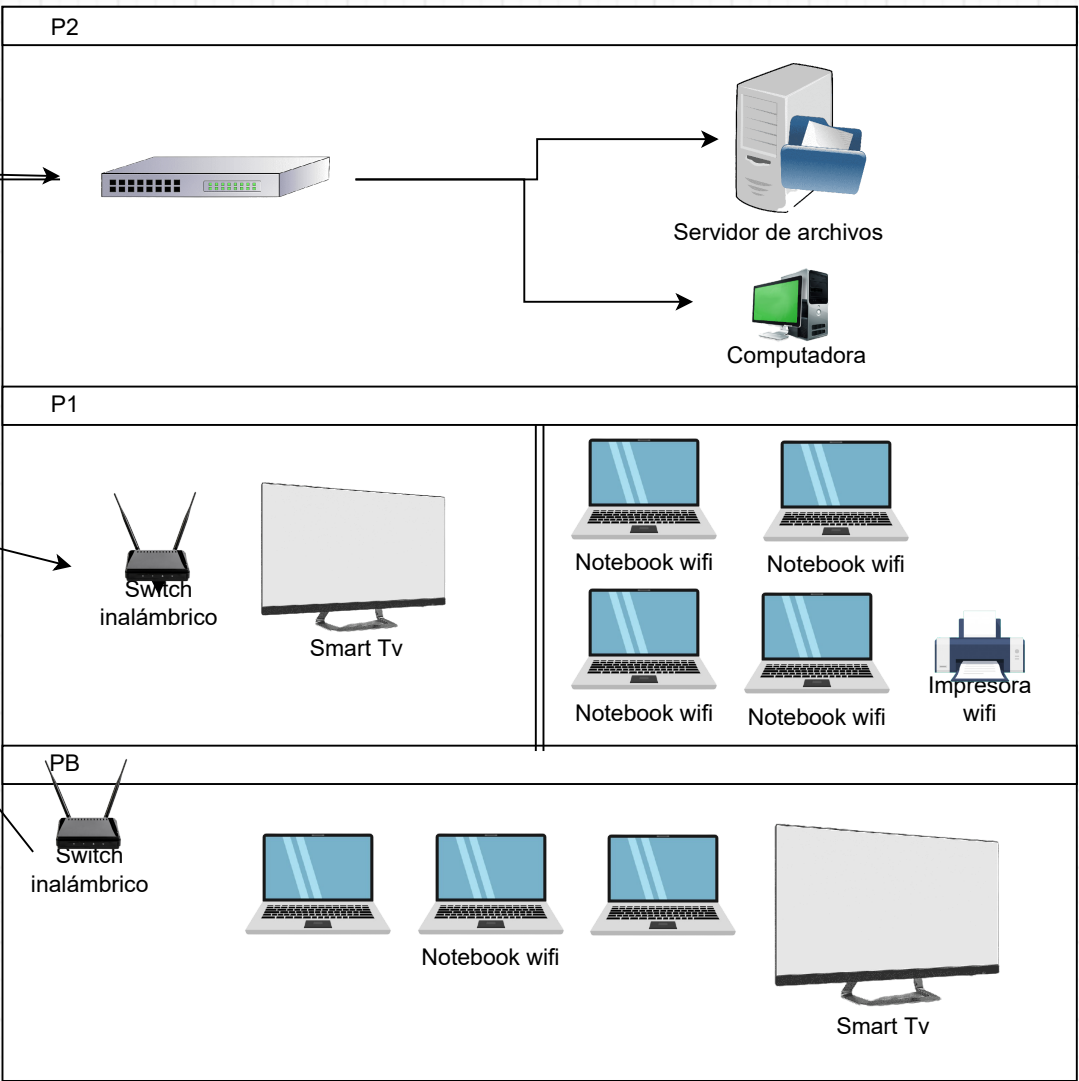 P2
Servidor de archivos
Computadora
P1
Switch
inalámbrico
Smart Tv
Notebook wifi
Notebook wifi
Notebook wifi
Notebook wifi
Impresora
wifi
PB
Switch
inalámbrico
Notebook wifi
Smart Tv